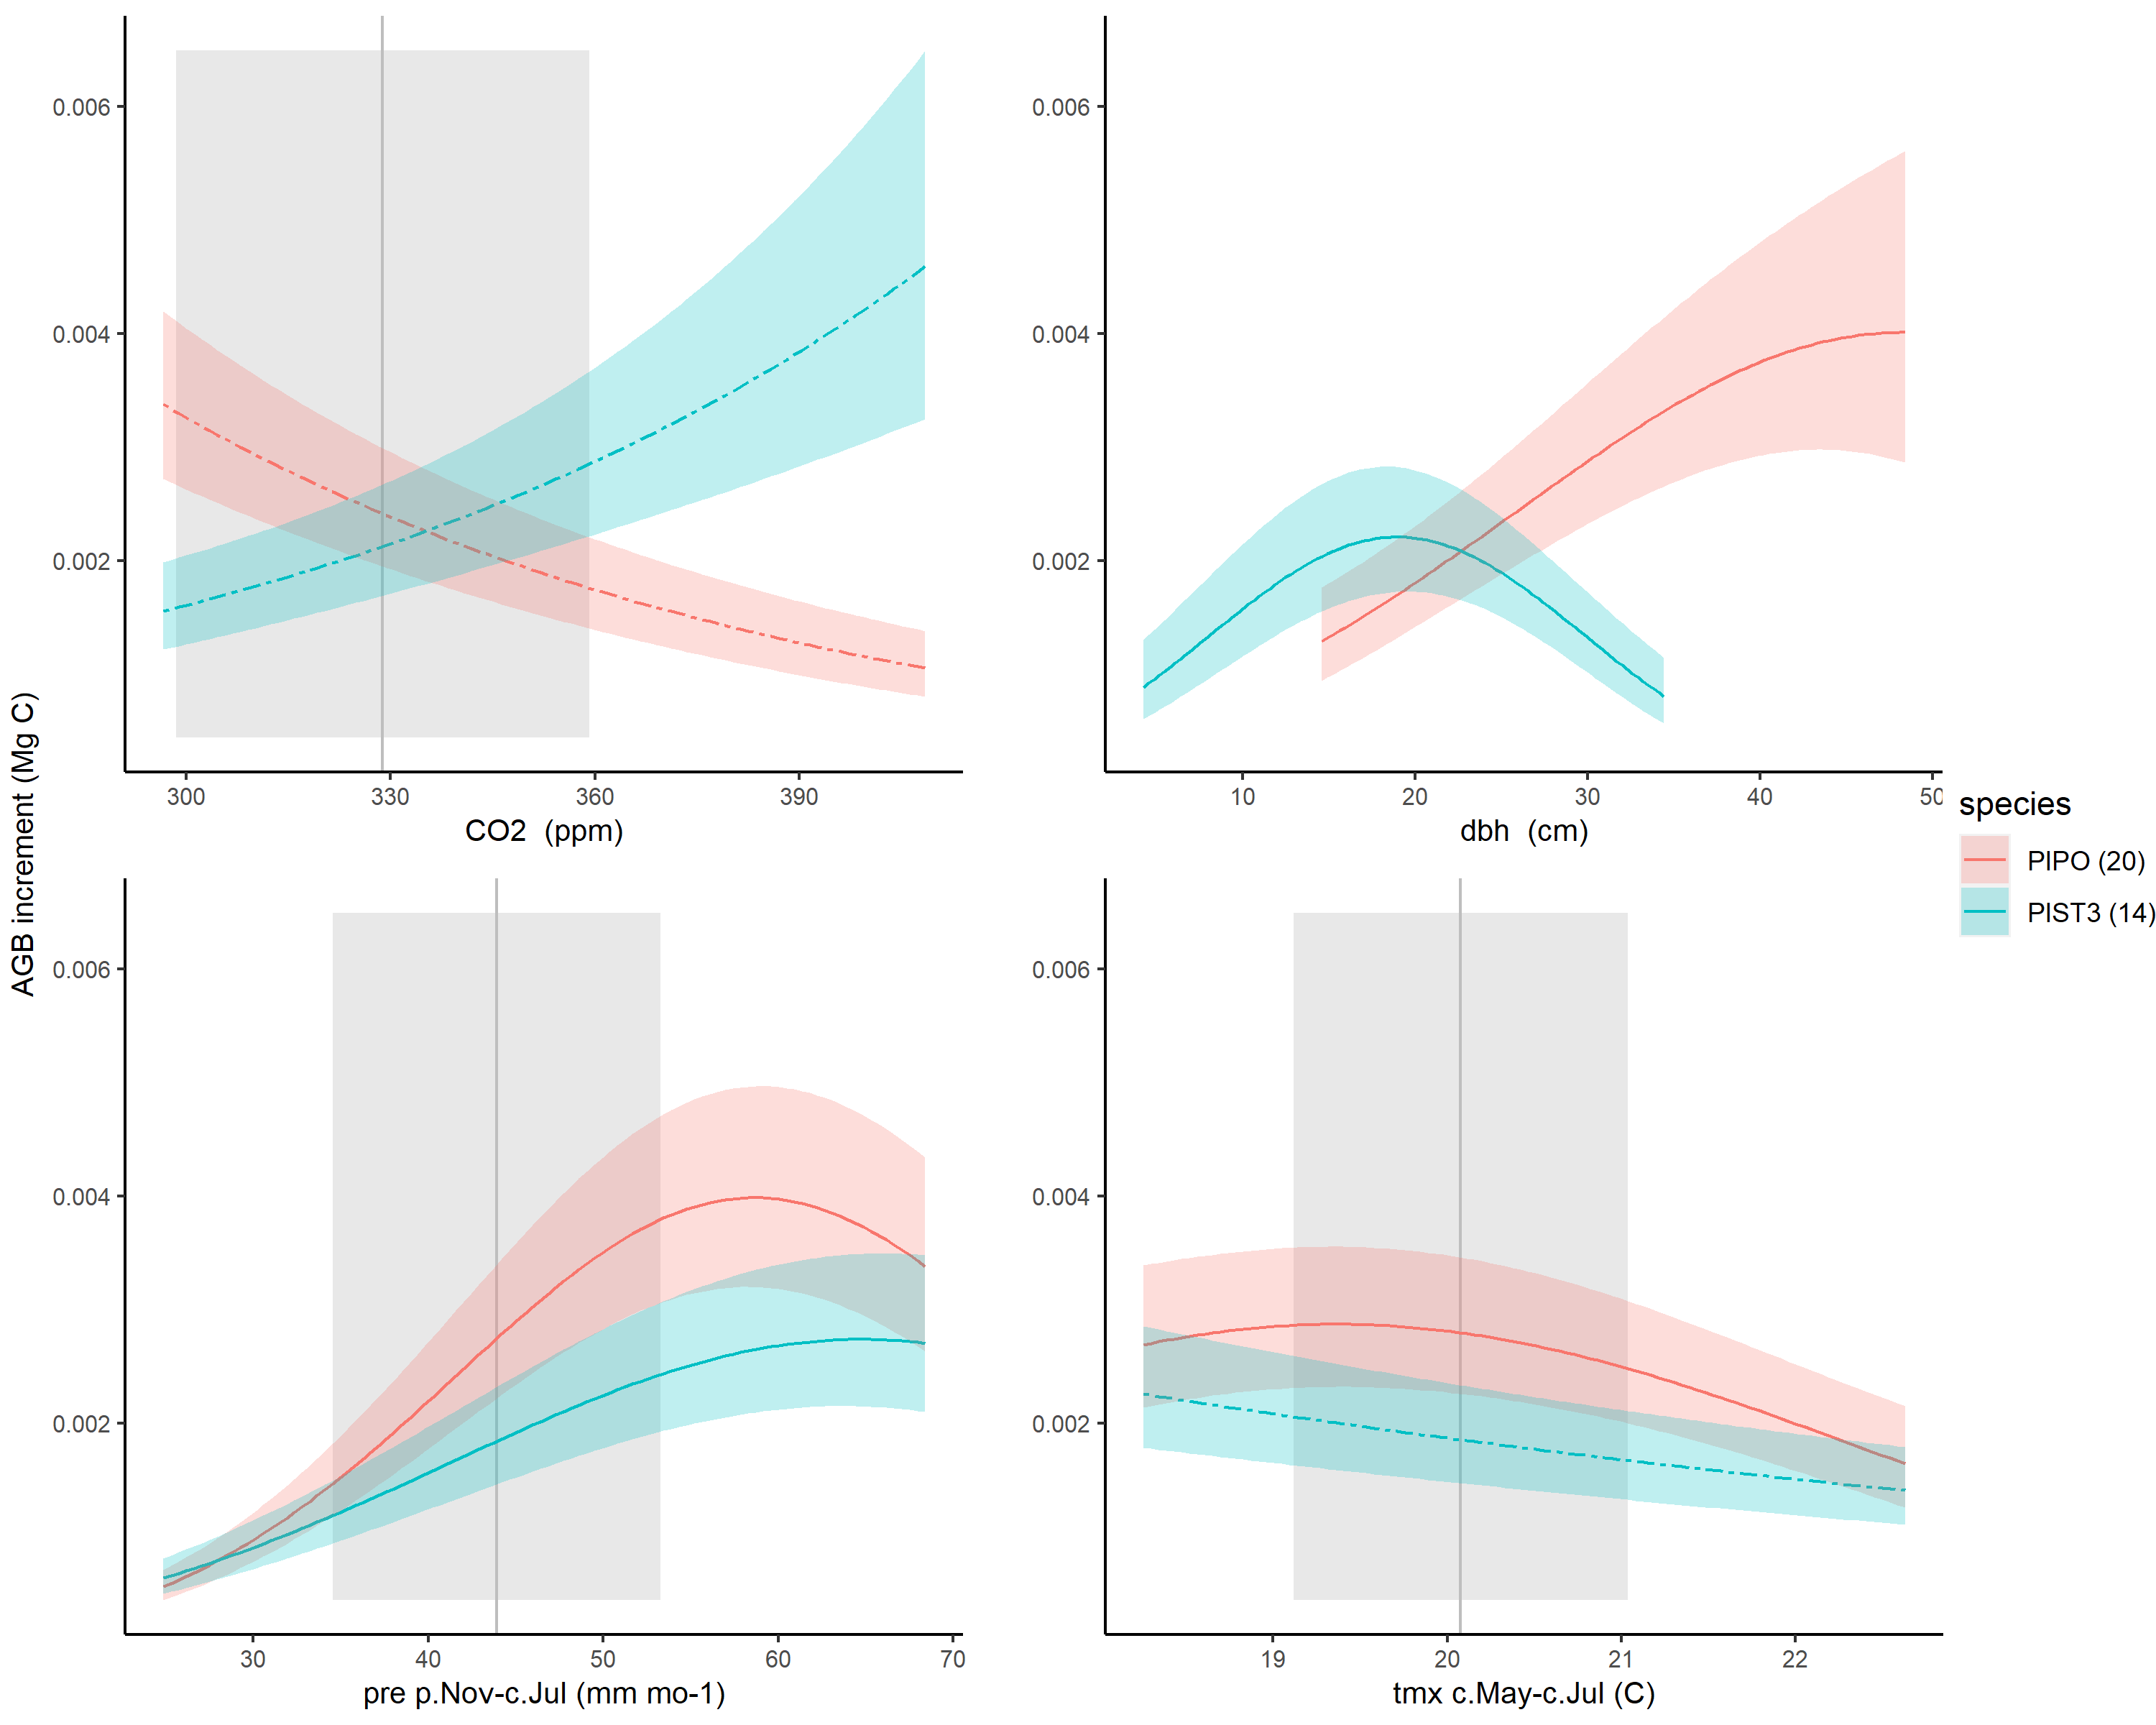 AGB increment (Mg C)
0.006
0.004
0.002
300 330 360 390
CO2 (ppm)
0.006
0.004
0.002
10 20 30 40 50
dbh (cm)
0.006
0.004
0.002
30 40 50 60 70
pre p.Nov-c.Jul (mm mo-1)
0.006
0.004
0.002
19 20 21 22
tmx c.May-c.Jul (C)
species
PIPO (20)
PIST3 (14)